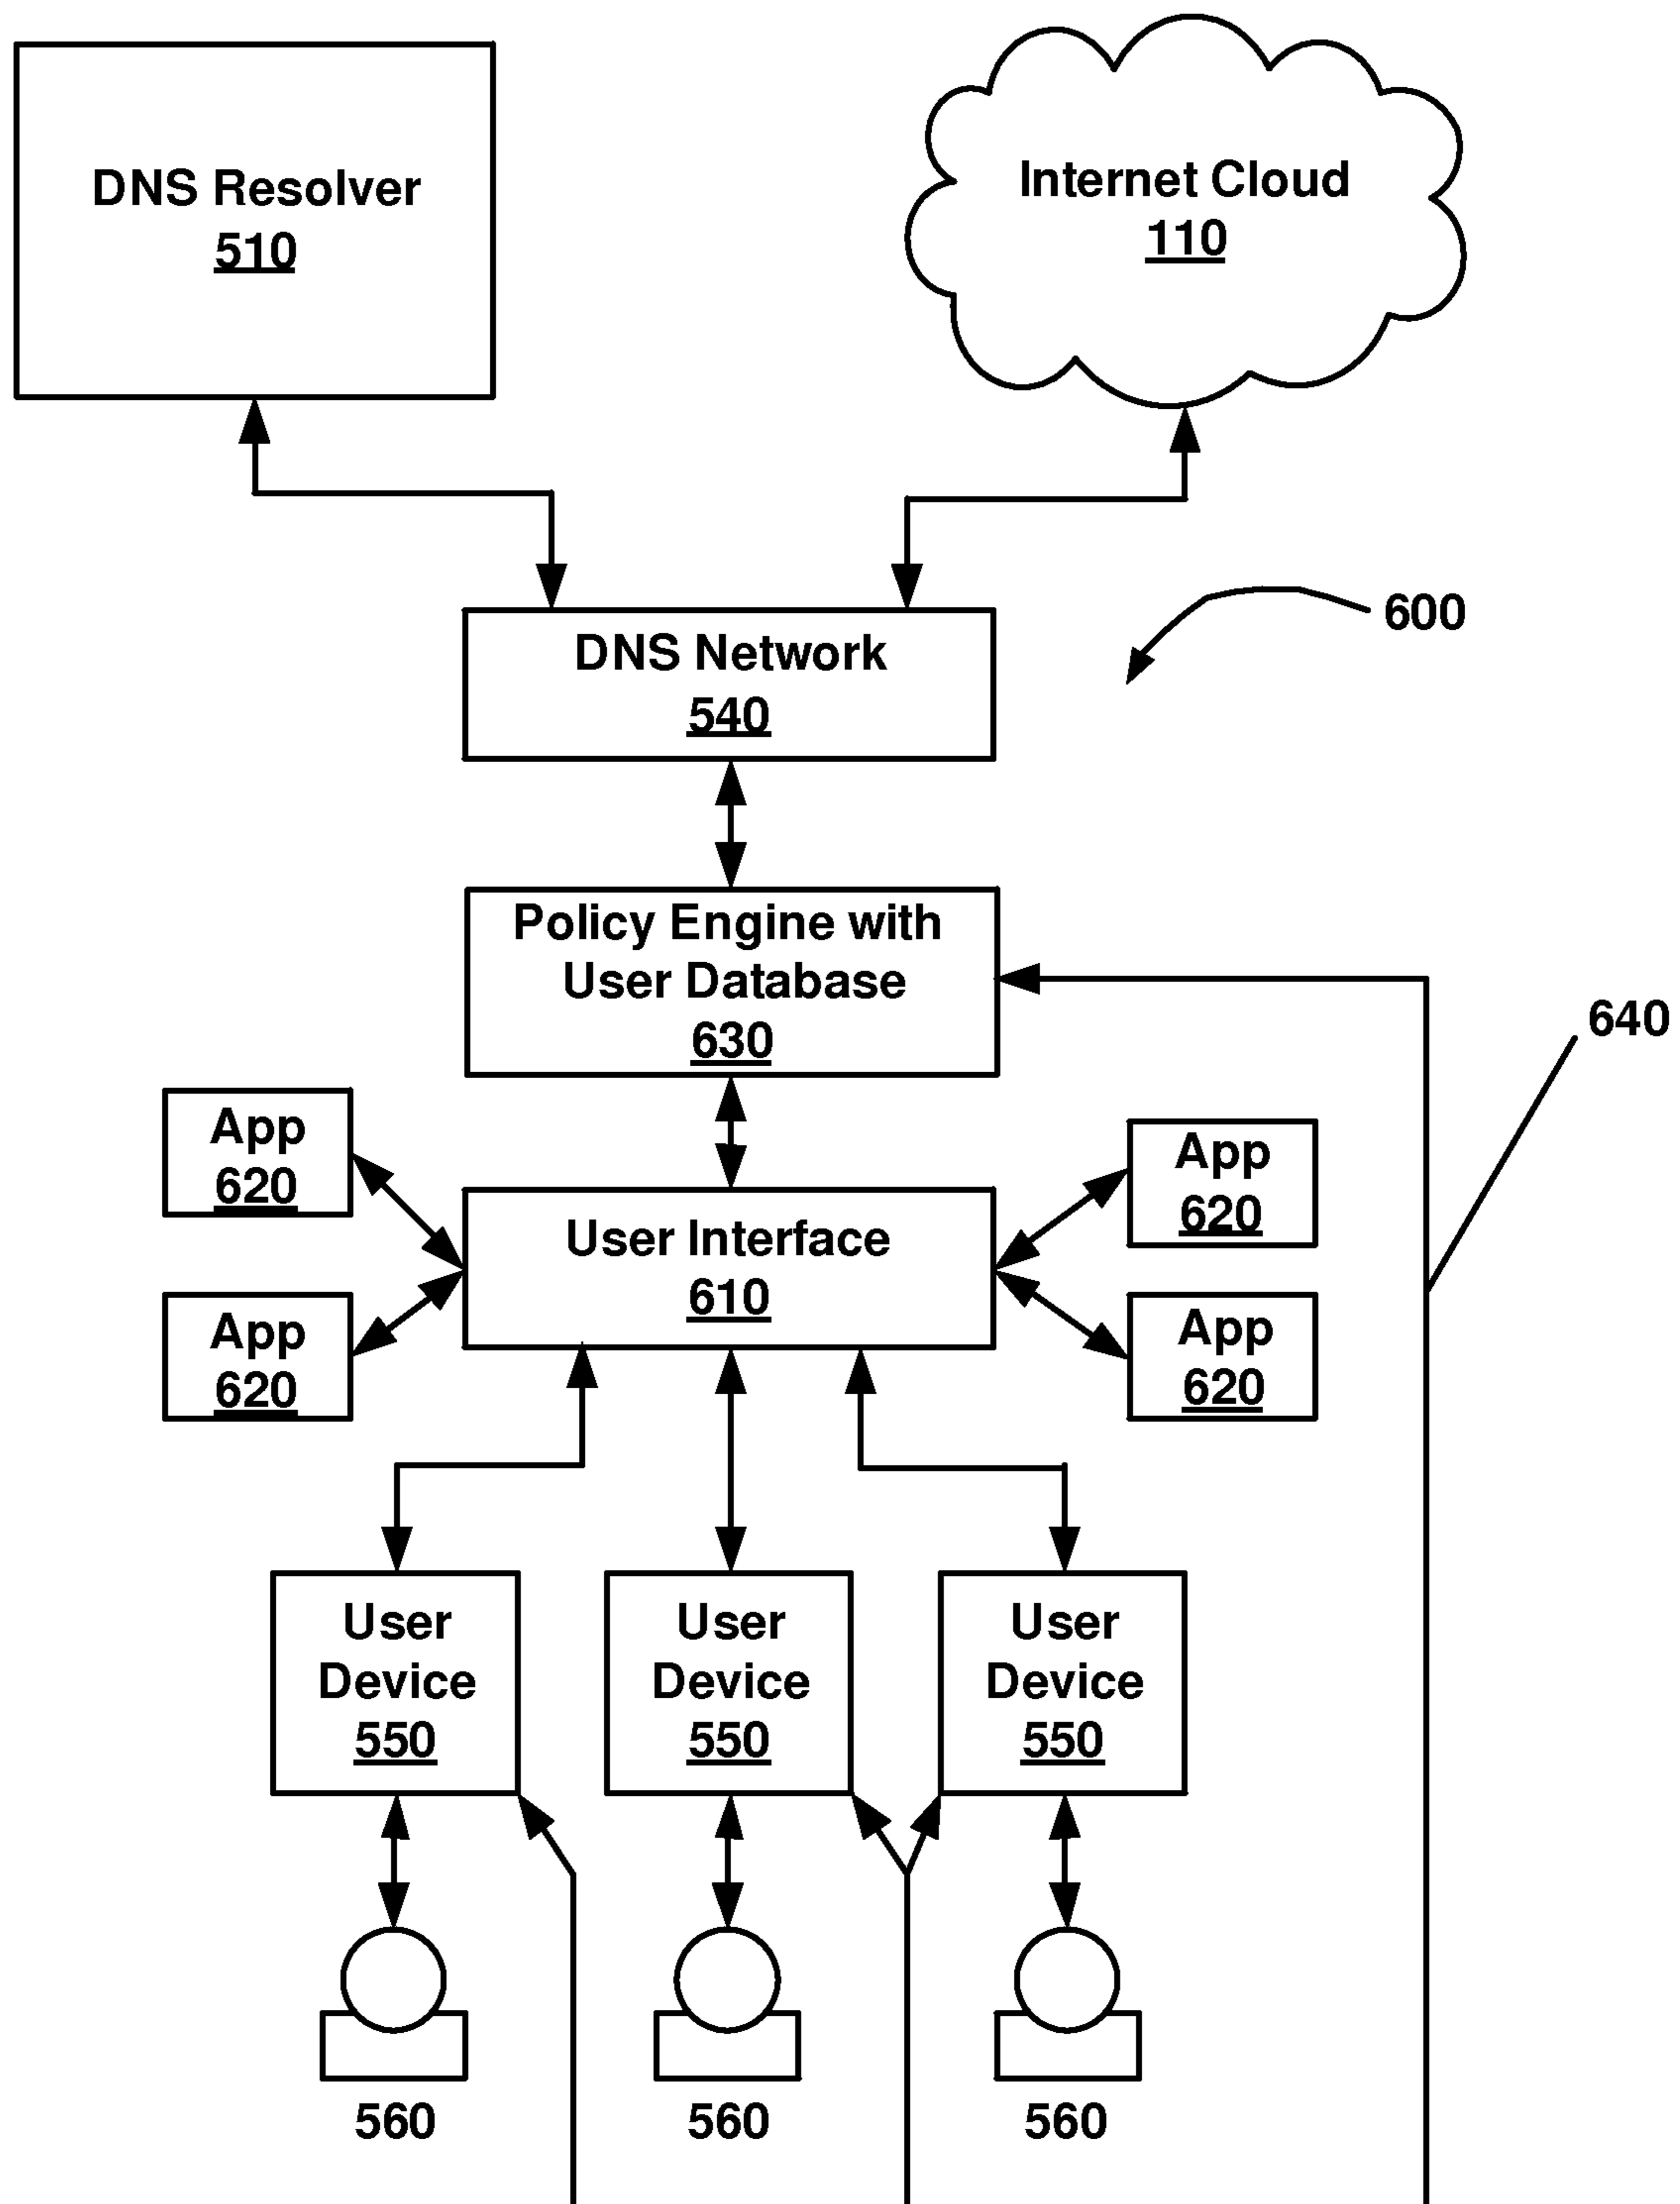 DNS Resolver
510
Internet Cloud
110
600
DNS Network
540
Policy Engine with
User Database
630
640
App
620
App
620
User Interface
610
App
620
App
620
User
Device
550
User
Device
550
User
Device
550
560
560
560